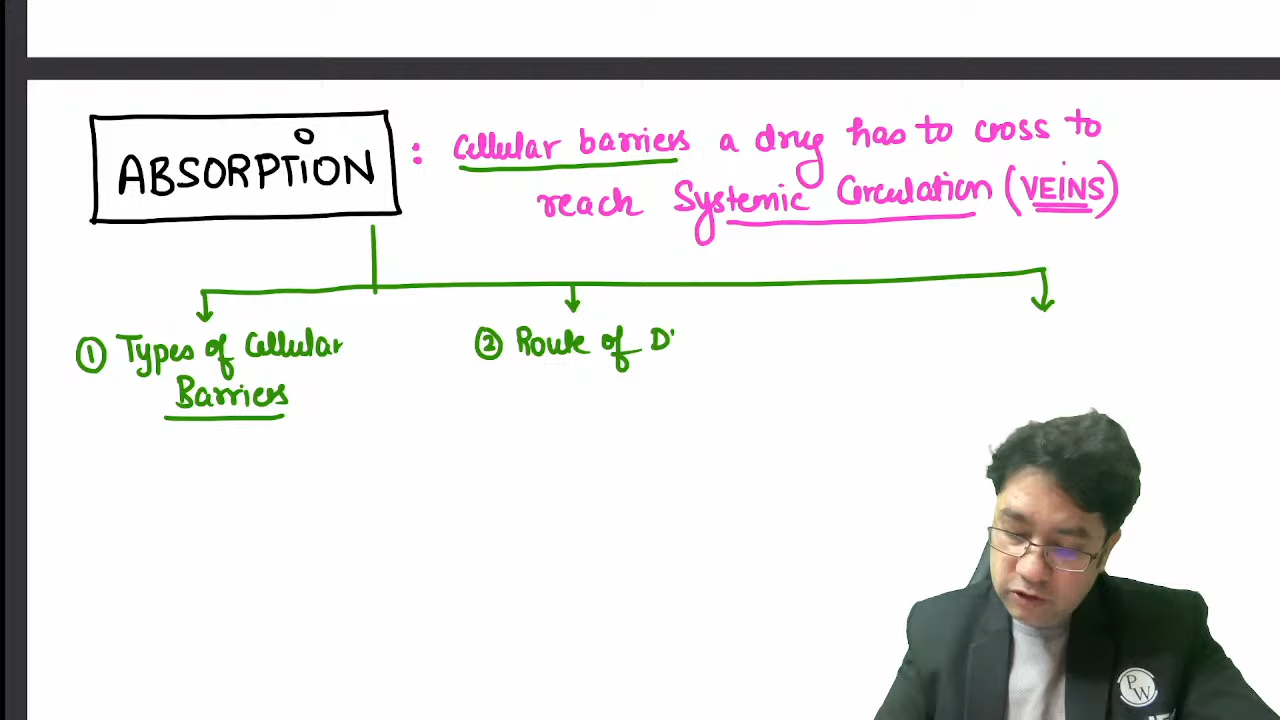 ABSORPTION : Cellular barriers a drug has to cross to
reach Systemic Circulation (VEINS)
① Types of Cellular
Barriers
② Route of D
PW